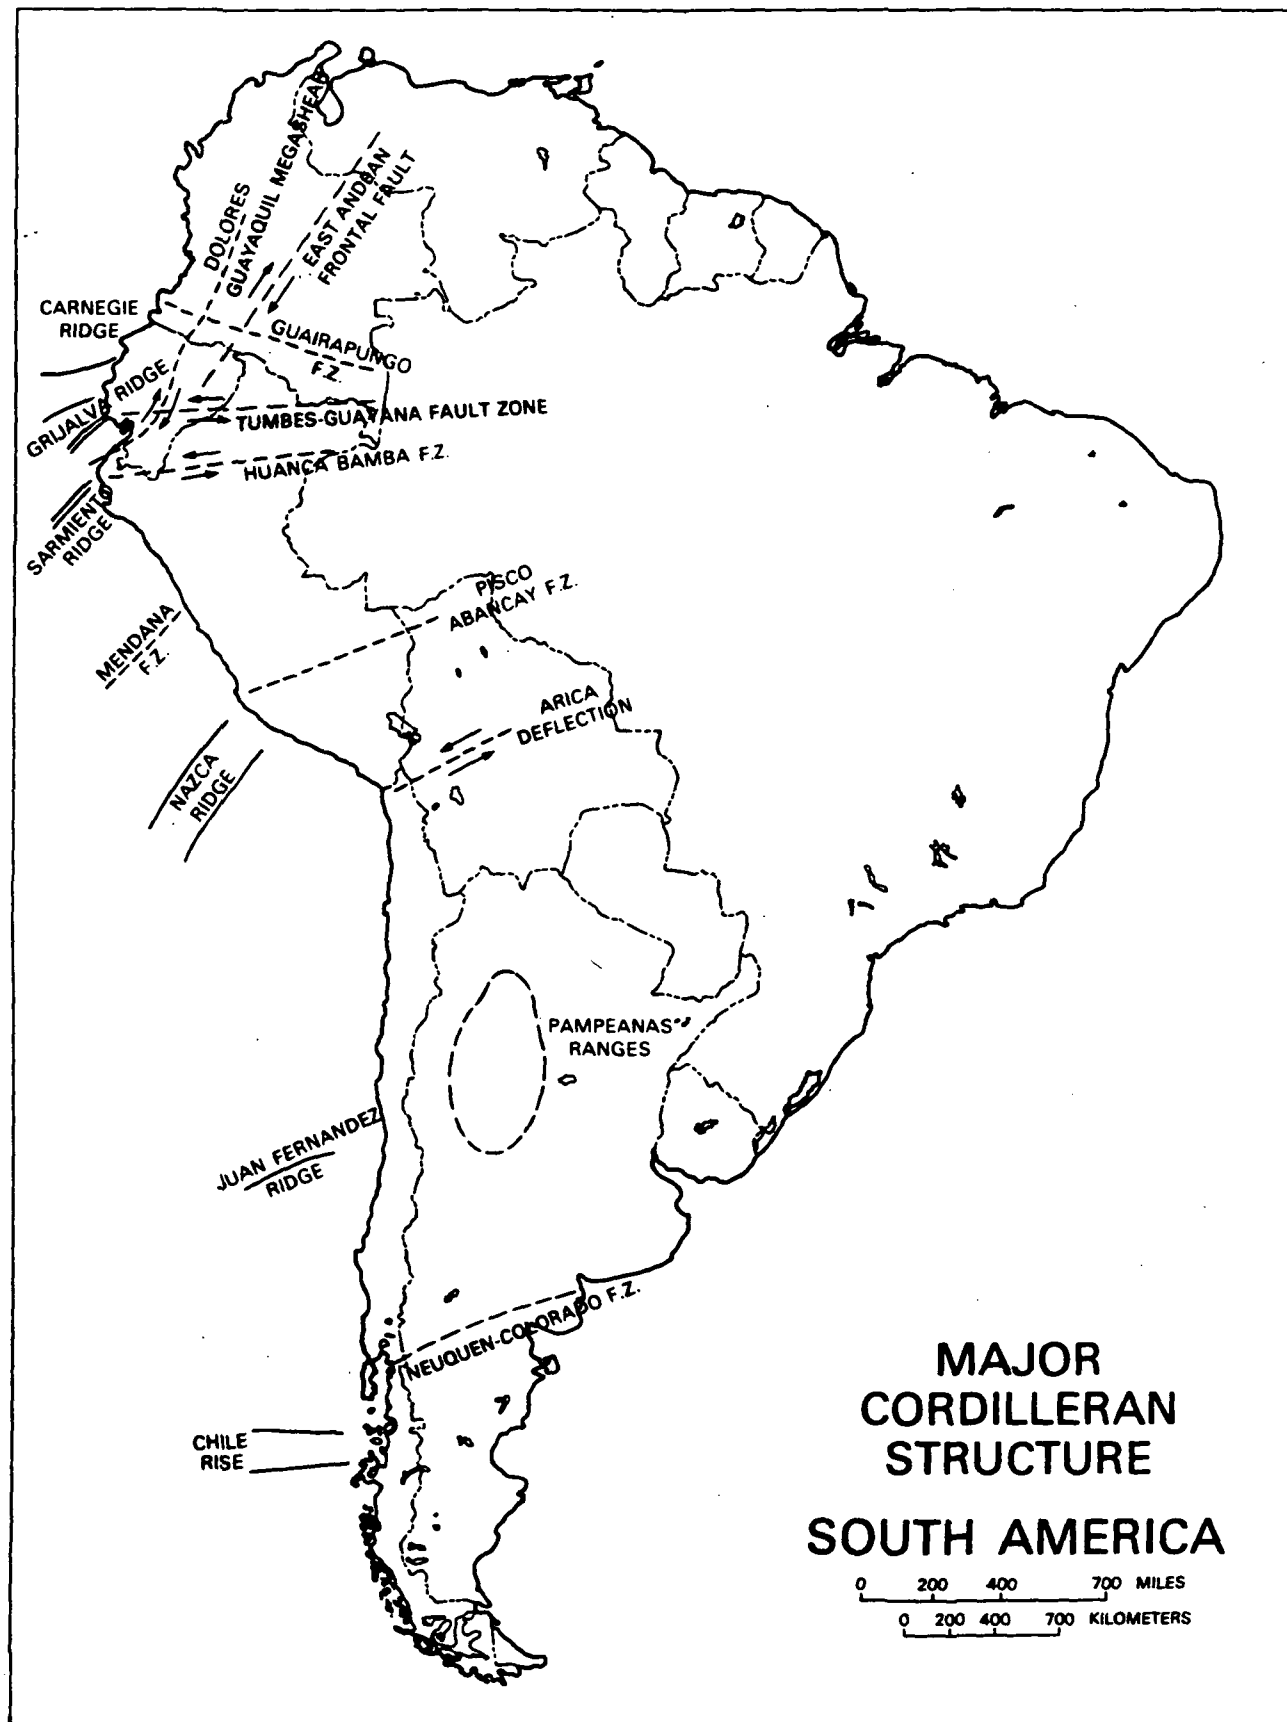 DOLORES
GUAYAQUIL MEGASHEAR
EAST ANDEAN
FRONTAL FAULT
CARNEGIE
RIDGE
GUAIRAPUNGO
F.Z.
GRIJALVA RIDGE
TUMBES-GUAYANA FAULT ZONE
HUANCA BAMBA F.Z.
SARMIENTO
RIDGE
PISCO
ABANCAY F.Z.
MENDANA
F.Z.
ARICA
DEFLECTION
NAZCA
RIDGE
PAMPEANAS
RANGES
JUAN FERNANDEZ
RIDGE
NEUQUEN-COLORADO F.Z.
CHILE
RISE
MAJOR
CORDILLERAN
STRUCTURE
SOUTH AMERICA
0 200 400 700 MILES
0 200 400 700 KILOMETERS